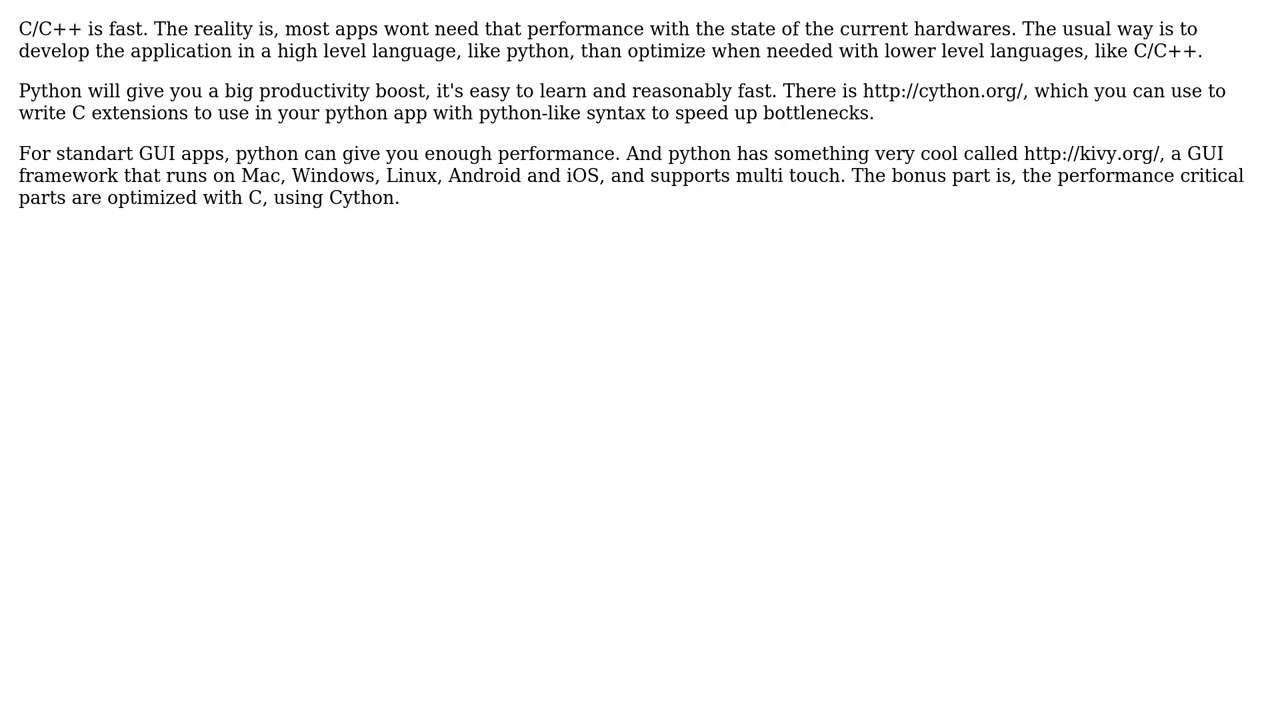 C/C++ is fast. The reality is, most apps wont need that performance with the state of the current hardwares. The usual way is to
develop the application in a high level language, like python, than optimize when needed with lower level languages, like C/C++.
Python will give you a big productivity boost, it's easy to learn and reasonably fast. There is http://cython.org/, which you can use to
write C extensions to use in your python app with python-like syntax to speed up bottlenecks.
For standart GUI apps, python can give you enough performance. And python has something very cool called http://kivy.org/, a GUI
framework that runs on Mac, Windows, Linux, Android and iOS, and supports multi touch. The bonus part is, the performance critical
parts are optimized with C, using Cython.